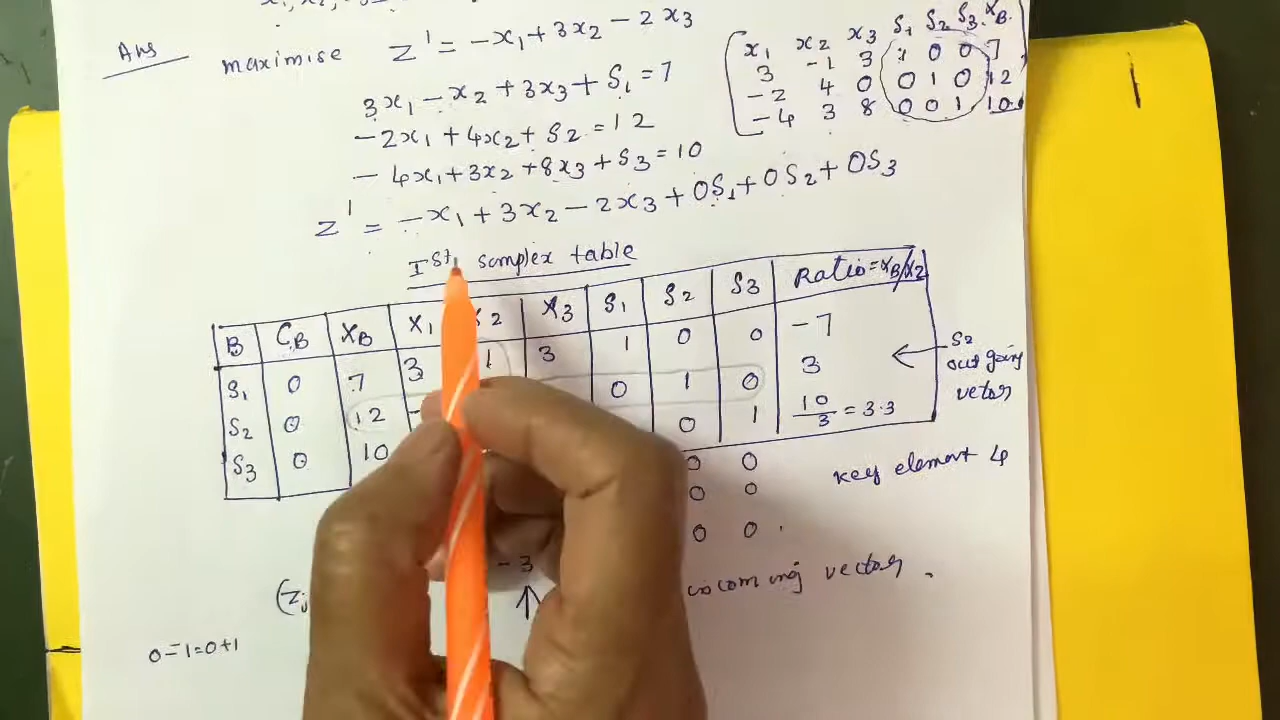 Ans
maximise Z' = -x1 + 3x2 - 2x3
3x1 - x2 + 3x3 + S1 = 7
-2x1 + 4x2 + S2 = 12
-4x1 + 3x2 + 8x3 + S3 = 10
Z' = -x1 + 3x2 - 2x3 + 0S1 + 0S2 + 0S3
x1 x2 x3 S1 S2 S3 XB
3 -1 3 1 0 0 7
-2 4 0 0 1 0 12
-4 3 8 0 0 1 10
Ist simplex table
B CB XB X1 X2 X3 S1 S2 S3 Ratio = XB/X2
S1 0 7 3 1 3 1 0 0 -7
S2 0 12 - 0 1 0 3
S3 0 10 0 1 10/3 = 3.3
S2
out going
vector
0 0
0 0
0 0
key element 4
(Zj
-3
incoming vector.
0--1=0+1